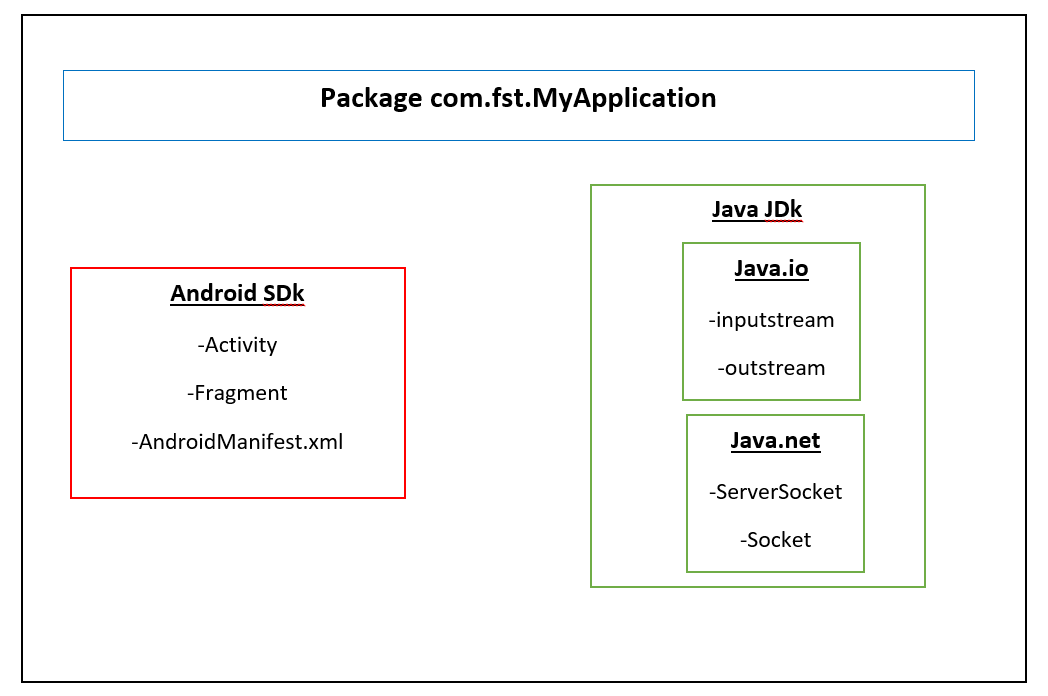 Package com.fst.MyApplication
Android SDk
-Activity
-Fragment
-AndroidManifest.xml
Java JDk
Java.io
-inputstream
-outstream
Java.net
-ServerSocket
-Socket